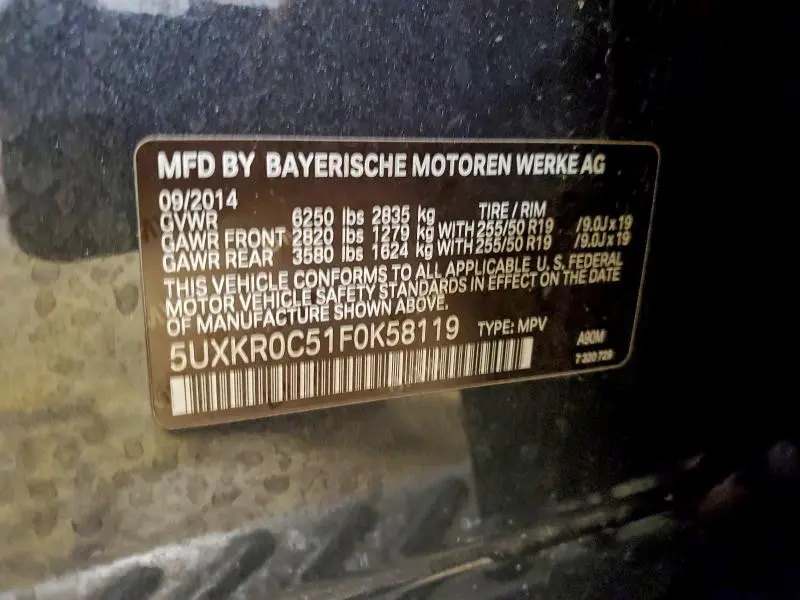 MFD BY BAYERISCHE MOTOREN WERKE AG
09/2014 TIRE / RIM
GVWR 6250 lbs 2835 kg
GAWR FRONT 2820 lbs 1279 kg WITH 255/50 R19 /9.0J x 19
GAWR REAR 3580 lbs 1624 kg WITH 255/50 R19 /9.0J x 19
THIS VEHICLE CONFORMS TO ALL APPLICABLE U.S. FEDERAL
MOTOR VEHICLE SAFETY STANDARDS IN EFFECT ON THE DATE
OF MANUFACTURE SHOWN ABOVE.
5UXKR0C51F0K58119 TYPE: MPV A90M
7 320 729